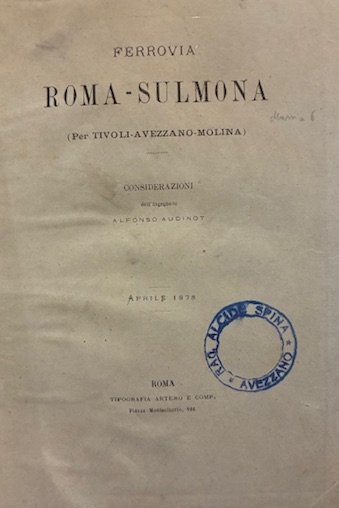 FERROVIA
ROMA-SULMONA
(Per TIVOLI-AVEZZANO-MOLINA)
CONSIDERAZIONI
dell'Ingegnere
ALFONSO AUDINOT
APRILE 1878
RAG. ALCIDE SPINA
* AVEZZANO *
ROMA
TIPOGRAFIA ARTERO E COMP.
Piazza Montecitorio,